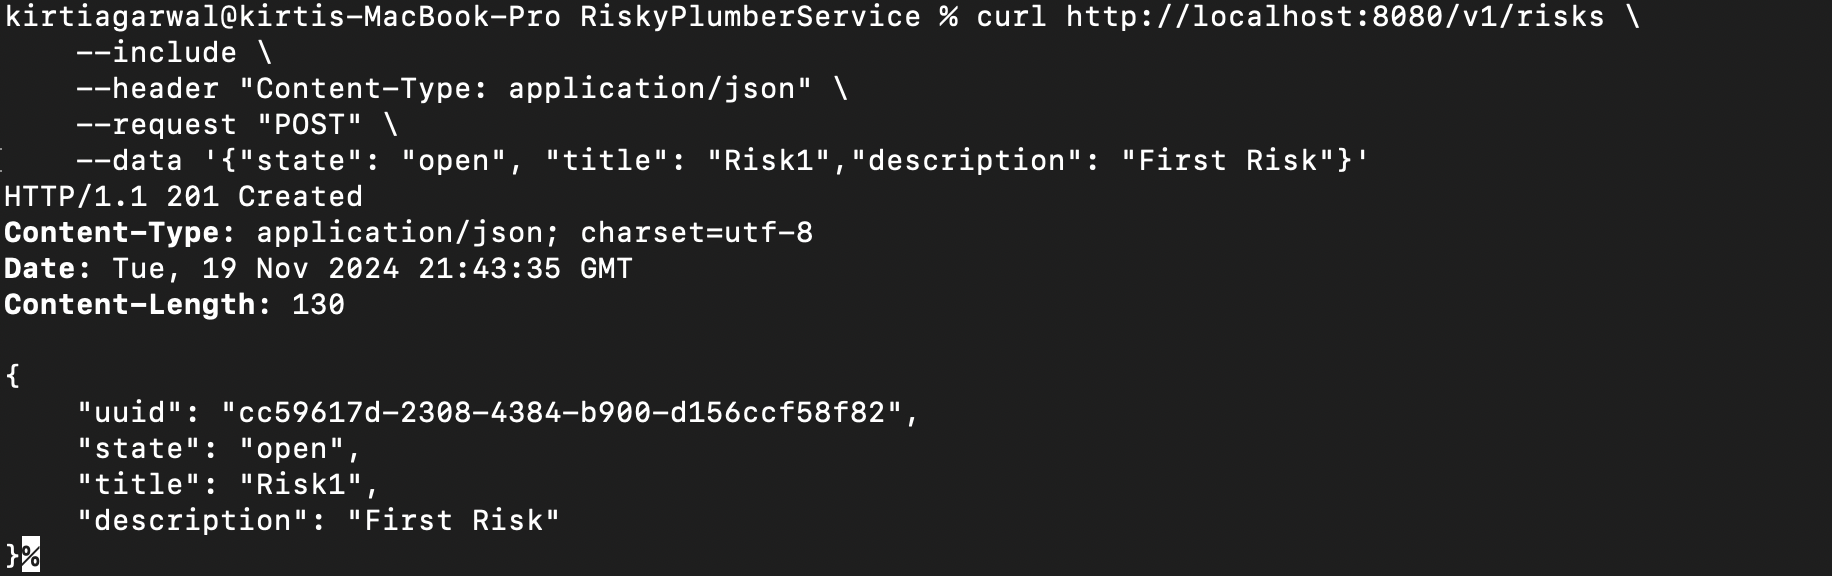 kirtiagarwal@kirtis-MacBook-Pro RiskyPlumberService % curl http://localhost:8080/v1/risks \
    --include \
    --header "Content-Type: application/json" \
    --request "POST" \
    --data '{"state": "open", "title": "Risk1","description": "First Risk"}'
HTTP/1.1 201 Created
Content-Type: application/json; charset=utf-8
Date: Tue, 19 Nov 2024 21:43:35 GMT
Content-Length: 130

{
    "uuid": "cc59617d-2308-4384-b900-d156ccf58f82",
    "state": "open",
    "title": "Risk1",
    "description": "First Risk"
}%